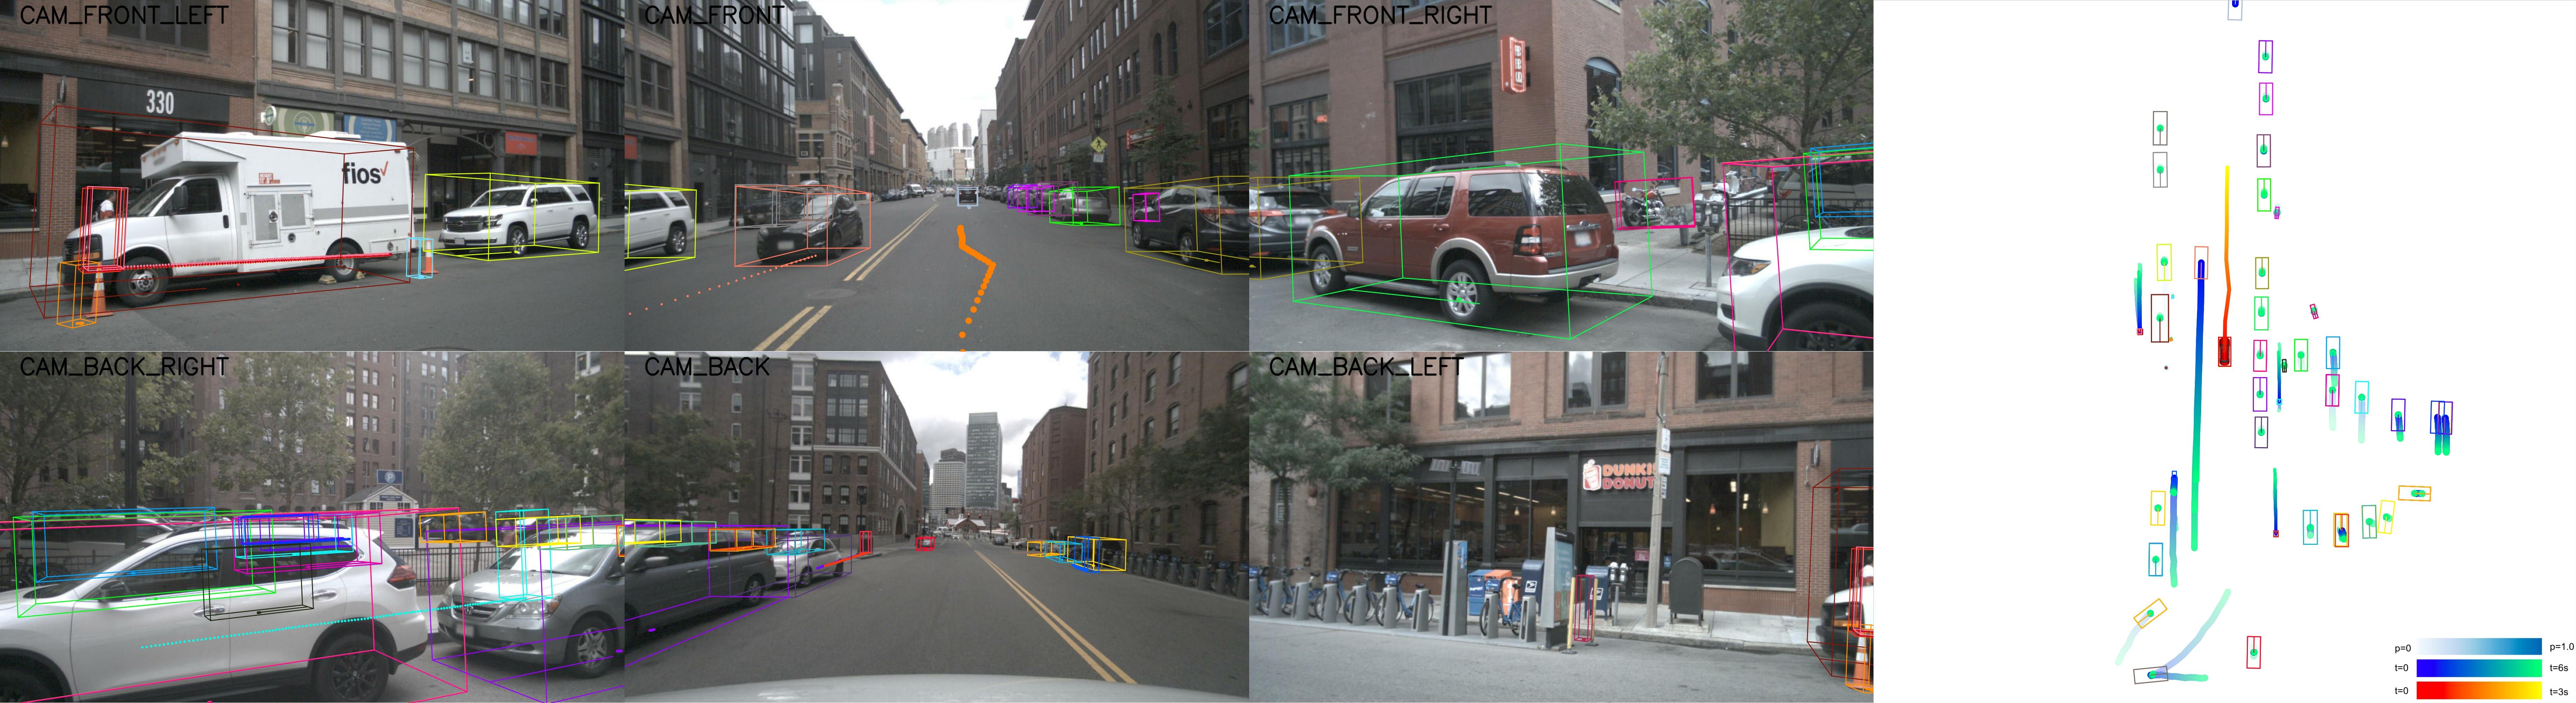 CAM_FRONT_LEFT
330
fios
CAM_FRONT
CAM_FRONT_RIGHT
CAM_BACK_RIGHT
P
CAM_BACK
CAM_BACK_LEFT
DUNKIN'
DONUTS
p=0
p=1.0
t=0
t=6s
t=0
t=3s